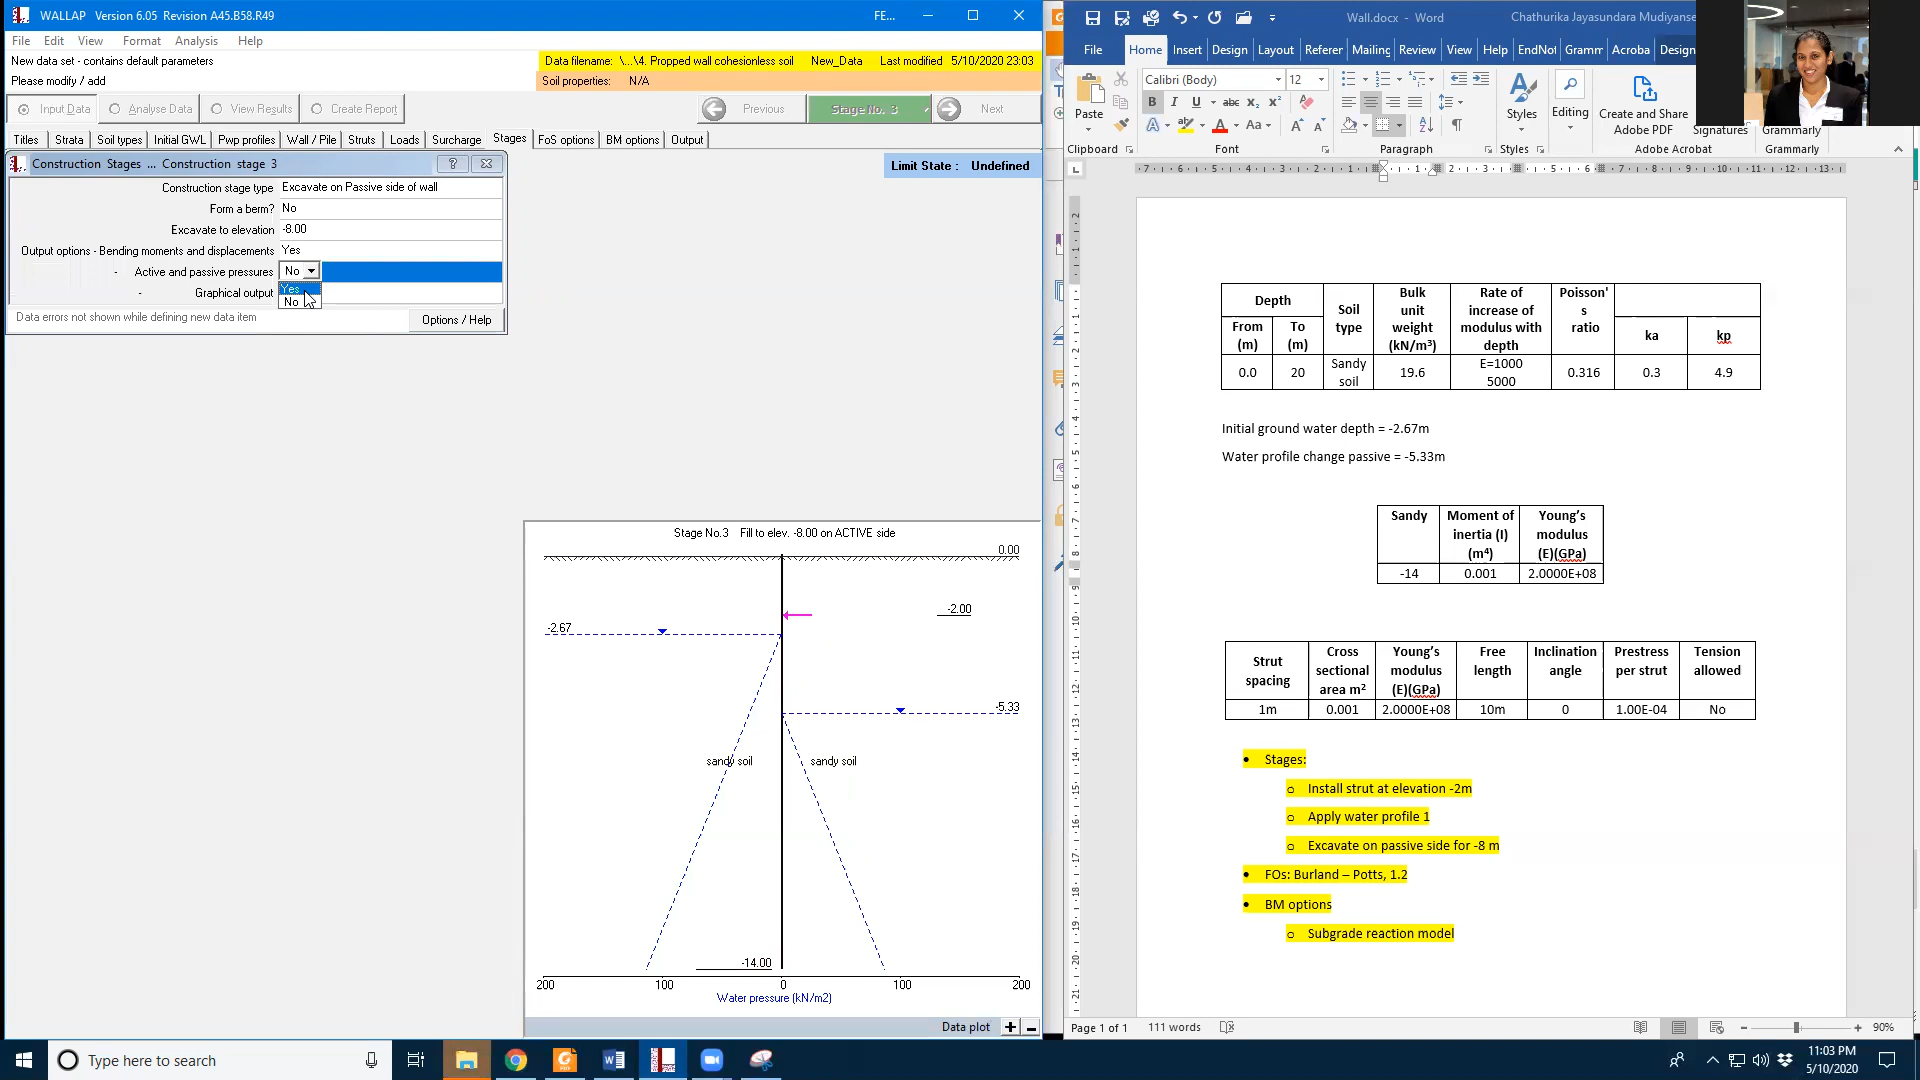 WALLAP Version 6.05 Revision A45.B58.R49
FE...
File Edit View Format Analysis Help
New data set - contains default parameters
Please modify / add
Data filename: \...\4. Propped wall cohesionless soil New_Data Last modified 5/10/2020 23:03
Soil properties: N/A
Input Data Analyse Data View Results Create Report
Previous Stage No. 3 Next
Titles Strata Soil types Initial GWL Pwp profiles Wall / Pile Struts Loads Surcharge Stages FoS options BM options Output
Construction Stages ... Construction stage 3
Limit State : Undefined
Construction stage type Excavate on Passive side of wall
Form a berm? No
Excavate to elevation -8.00
Output options - Bending moments and displacements Yes
- Active and passive pressures No
Yes
No
- Graphical output
Data errors not shown while defining new data item
Options / Help
Stage No.3 Fill to elev. -8.00 on ACTIVE side
0.00
-2.00
-2.67
-5.33
sandy soil
sandy soil
-14.00
200 100 0 100 200
Water pressure (kN/m2)
Data plot
Wall.docx - Word
Chathurika Jayasundara Mudiyanse
File Home Insert Design Layout Referer Mailing Review View Help EndNot Gramm Acroba Design
Calibri (Body) 12
Paste
Clipboard Font Paragraph Styles
Styles
Editing
Create and Share
Adobe PDF
Signatures
Adobe Acrobat
Grammarly
Grammarly
Depth
From (m)
To (m)
Soil type
Bulk unit weight (kN/m³)
Rate of increase of modulus with depth
Poisson's ratio
ka
kp
0.0 20 Sandy soil 19.6 E=1000 5000 0.316 0.3 4.9
Initial ground water depth = -2.67m
Water profile change passive = -5.33m
Sandy
Moment of inertia (I) (m⁴)
Young's modulus (E)(GPa)
-14 0.001 2.0000E+08
Strut spacing
Cross sectional area m²
Young's modulus (E)(GPa)
Free length
Inclination angle
Prestress per strut
Tension allowed
1m 0.001 2.0000E+08 10m 0 1.00E-04 No
• Stages:
o Install strut at elevation -2m
o Apply water profile 1
o Excavate on passive side for -8 m
• FOs: Burland – Potts, 1.2
• BM options
o Subgrade reaction model
Page 1 of 1 111 words
90%
Type here to search
11:03 PM
5/10/2020